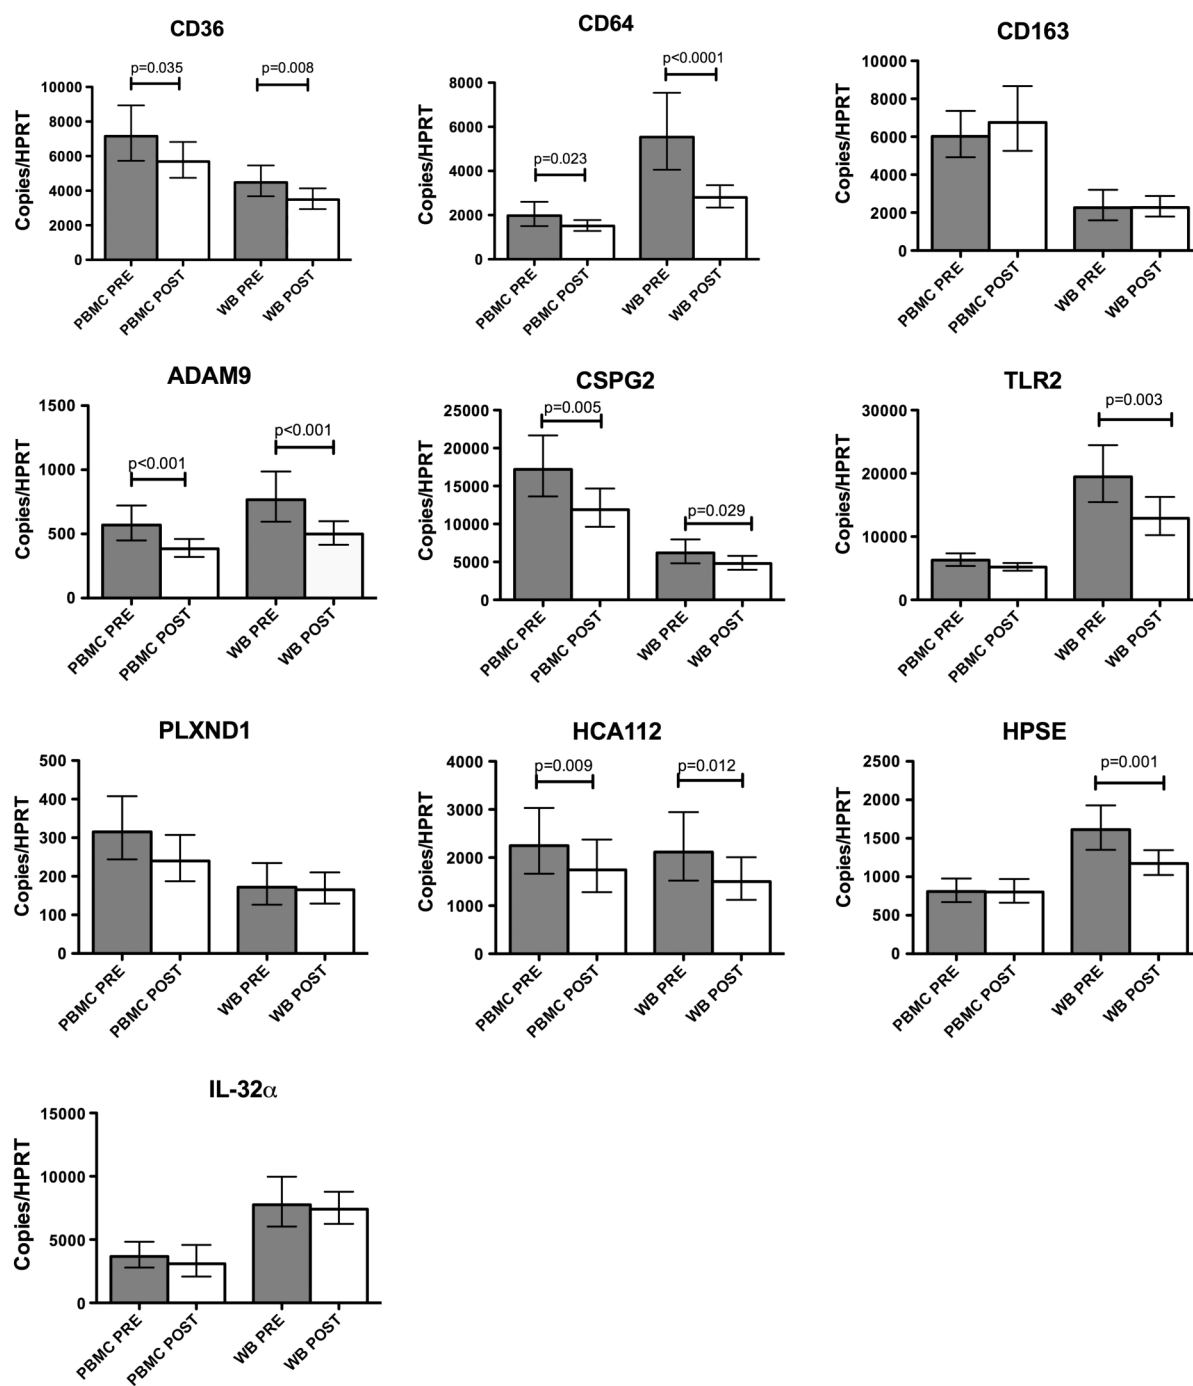 CD36
p=0.035
p=0.008
Copies/HPRT
10000
8000
6000
4000
2000
0
PBMC PRE
PBMC POST
WB PRE
WB POST
CD64
p<0.0001
p=0.023
Copies/HPRT
8000
6000
4000
2000
0
PBMC PRE
PBMC POST
WB PRE
WB POST
CD163
Copies/HPRT
10000
8000
6000
4000
2000
0
PBMC PRE
PBMC POST
WB PRE
WB POST
ADAM9
p<0.001
p<0.001
Copies/HPRT
1500
1000
500
0
PBMC PRE
PBMC POST
WB PRE
WB POST
CSPG2
p=0.005
p=0.029
Copies/HPRT
25000
20000
15000
10000
5000
0
PBMC PRE
PBMC POST
WB PRE
WB POST
TLR2
p=0.003
Copies/HPRT
30000
20000
10000
0
PBMC PRE
PBMC POST
WB PRE
WB POST
PLXND1
Copies/HPRT
500
400
300
200
100
0
PBMC PRE
PBMC POST
WB PRE
WB POST
HCA112
p=0.009
p=0.012
Copies/HPRT
4000
3000
2000
1000
0
PBMC PRE
PBMC POST
WB PRE
WB POST
HPSE
p=0.001
Copies/HPRT
2500
2000
1500
1000
500
0
PBMC PRE
PBMC POST
WB PRE
WB POST
IL-32α
Copies/HPRT
15000
10000
5000
0
PBMC PRE
PBMC POST
WB PRE
WB POST